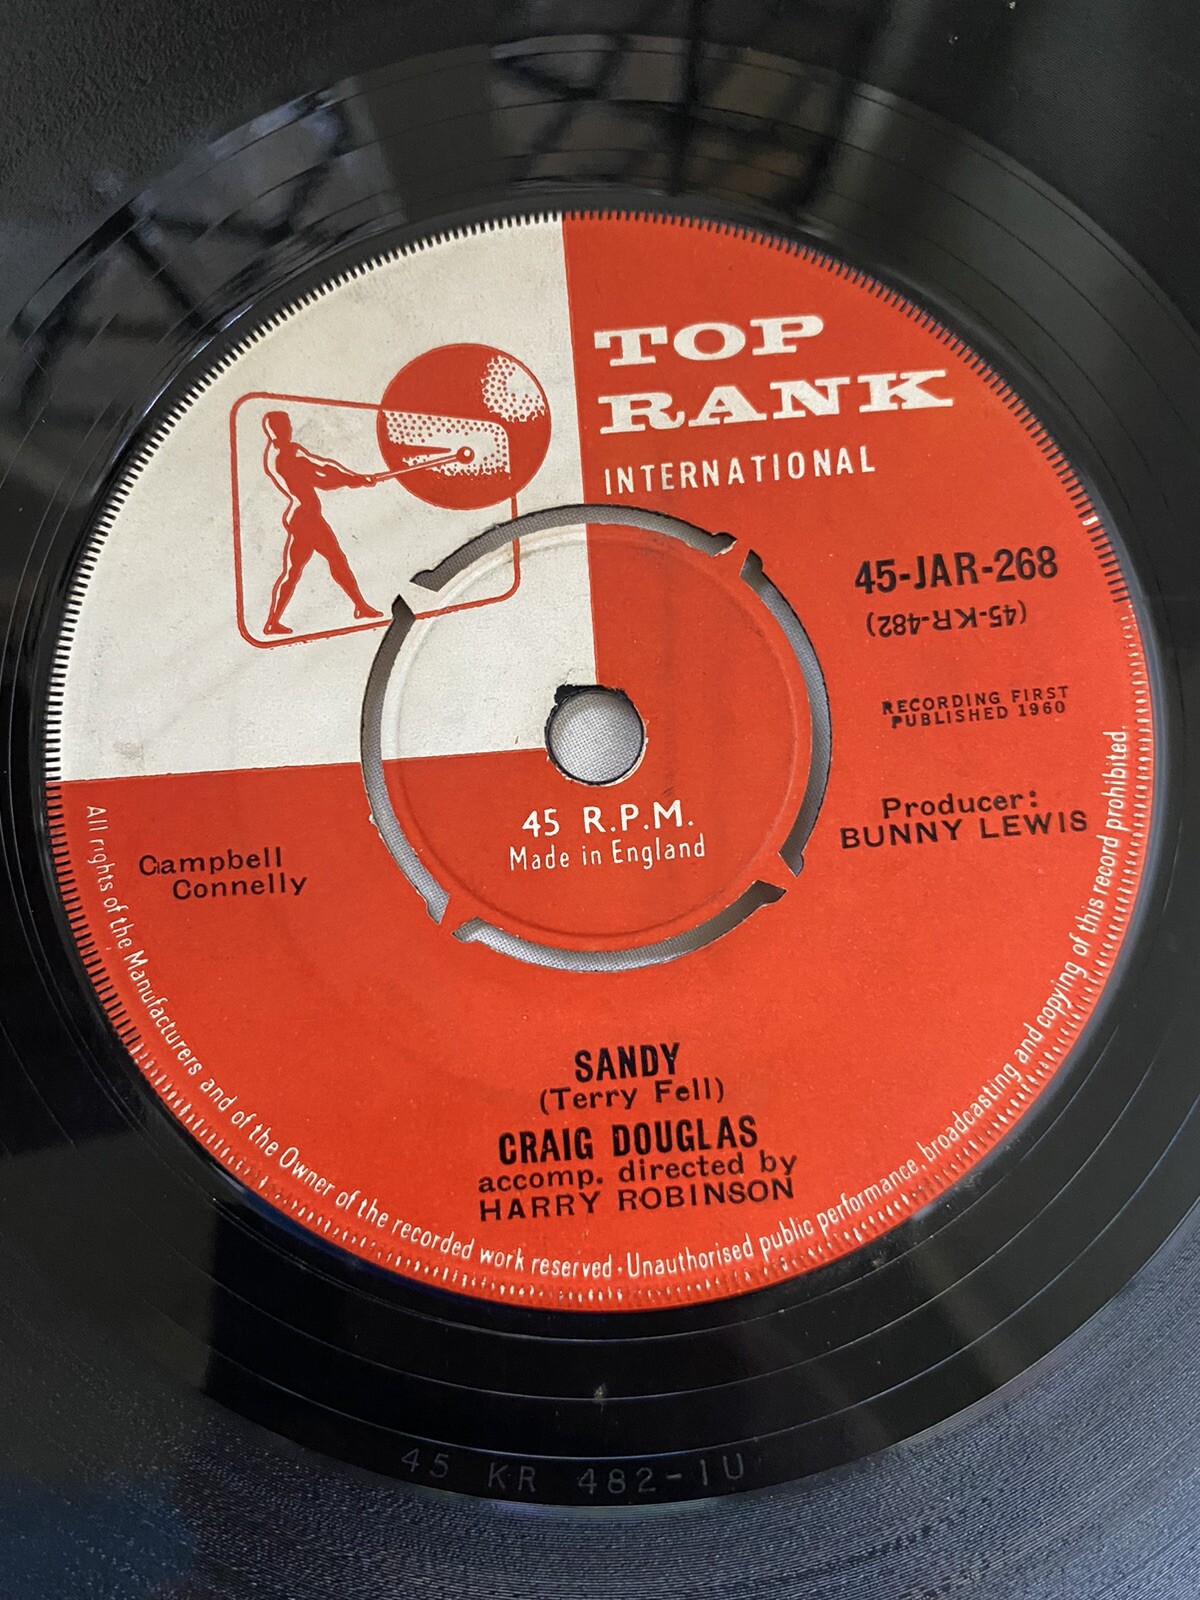 TOP
RANK
INTERNATIONAL
45-JAR-268
(45-KR-482)
RECORDING FIRST
PUBLISHED 1960
Producer:
BUNNY LEWIS
45 R.P.M.
Made in England
Campbell
Connelly
SANDY
(Terry Fell)
CRAIG DOUGLAS
accomp. directed by
HARRY ROBINSON
All rights of the Manufacturers and of the Owner of the recorded work reserved · Unauthorised public performance, broadcasting and copying of this record prohibited.
45 KR 482-1U